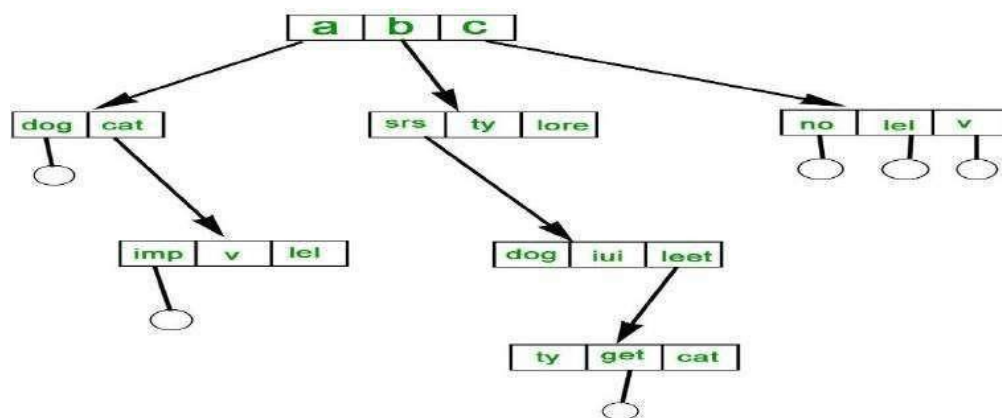 a b c
dog cat
srs ty lore
no lel v
imp v lel
dog iui leet
ty get cat